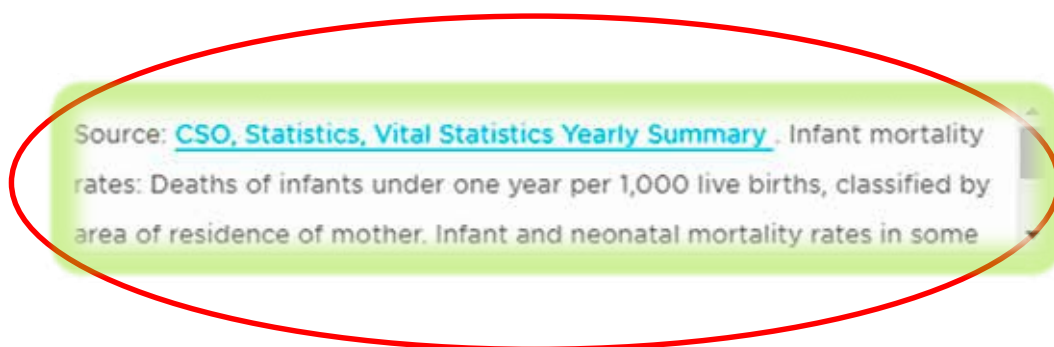 Source: CSO, Statistics, Vital Statistics Yearly Summary . Infant mortality
rates: Deaths of infants under one year per 1,000 live births, classified by
area of residence of mother. Infant and neonatal mortality rates in some